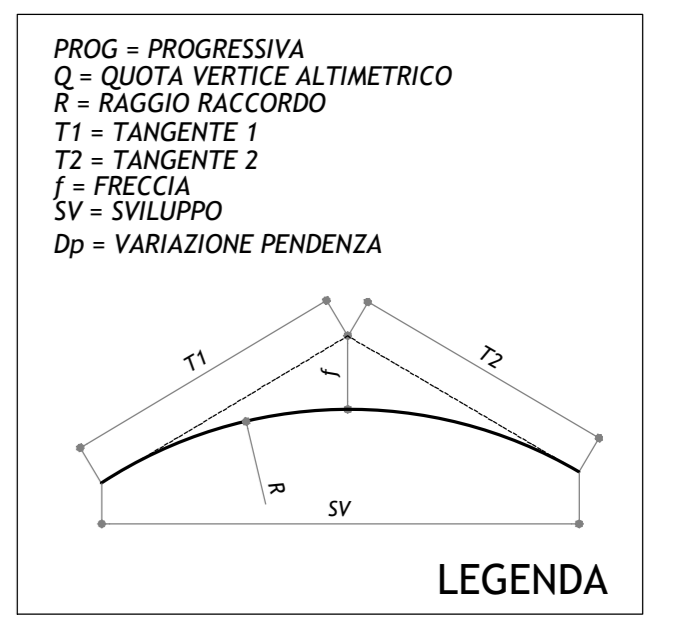 PROG = PROGRESSIVA
Q = QUOTA VERTICE ALTIMETRICO
R = RAGGIO RACCORDO
T1 = TANGENTE 1
T2 = TANGENTE 2
f = FRECCIA
SV = SVILUPPO
Dp = VARIAZIONE PENDENZA
T1
T2
f
R
SV
LEGENDA